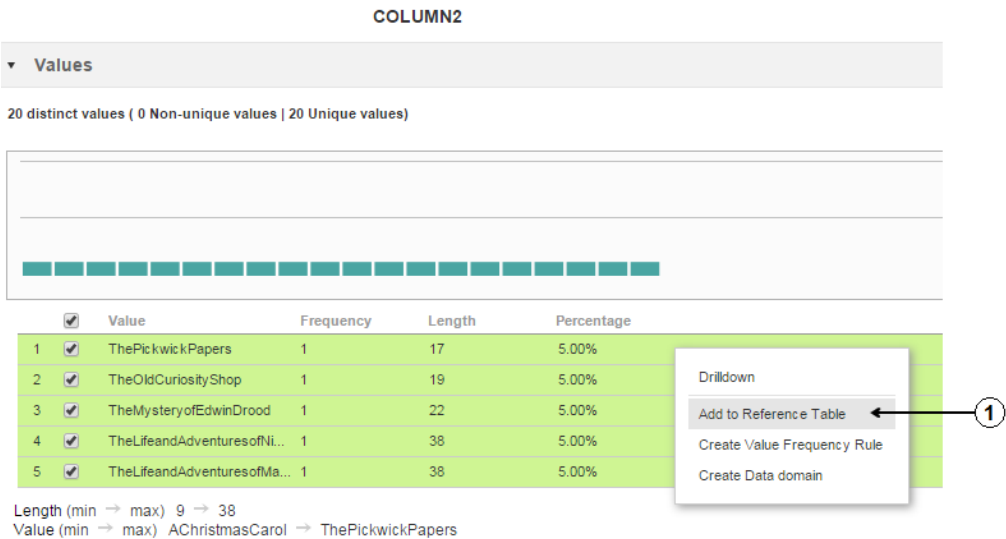 COLUMN2
Values
20 distinct values ( 0 Non-unique values | 20 Unique values)
Value Frequency Length Percentage
1 ThePickwickPapers 1 17 5.00%
2 TheOldCuriosityShop 1 19 5.00%
3 TheMysteryofEdwinDrood 1 22 5.00%
4 TheLifeandAdventuresofNi... 1 38 5.00%
5 TheLifeandAdventuresofMa... 1 38 5.00%
Drilldown
Add to Reference Table
1
Create Value Frequency Rule
Create Data domain
Length (min → max) 9 → 38
Value (min → max) AChristmasCarol → ThePickwickPapers